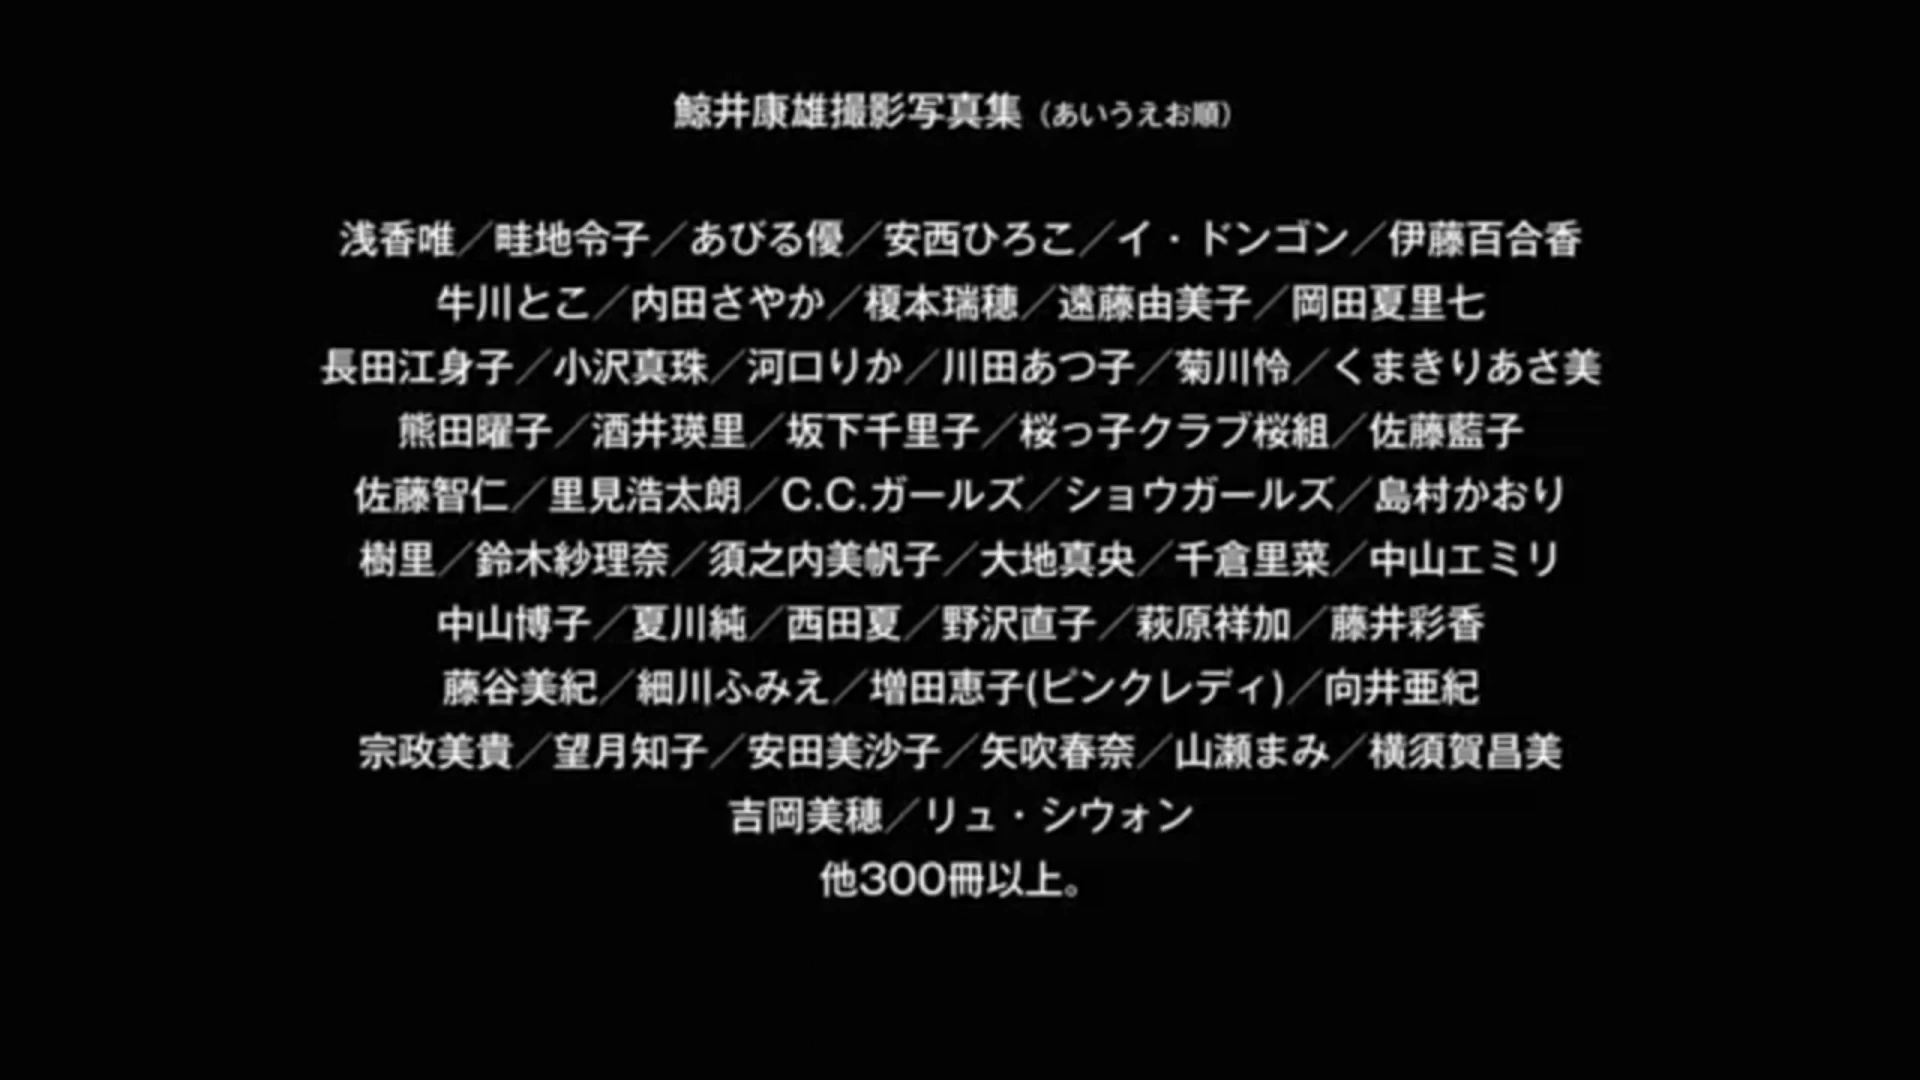 鯨井康雄撮影写真集（あいうえお順）
浅香唯／畦地令子／あびる優／安西ひろこ／イ・ドンゴン／伊藤百合香
牛川とこ／内田さやか／榎本瑞穂／遠藤由美子／岡田夏里七
長田江身子／小沢真珠／河口りか／川田あつ子／菊川怜／くまきりあさ美
熊田曜子／酒井瑛里／坂下千里子／桜っ子クラブ桜組／佐藤藍子
佐藤智仁／里見浩太朗／C.C.ガールズ／ショウガールズ／島村かおり
樹里／鈴木紗理奈／須之内美帆子／大地真央／千倉里菜／中山エミリ
中山博子／夏川純／西田夏／野沢直子／萩原祥加／藤井彩香
藤谷美紀／細川ふみえ／増田恵子(ピンクレディ)／向井亜紀
宗政美貴／望月知子／安田美沙子／矢吹春奈／山瀬まみ／横須賀昌美
吉岡美穂／リュ・シウォン
他300冊以上。